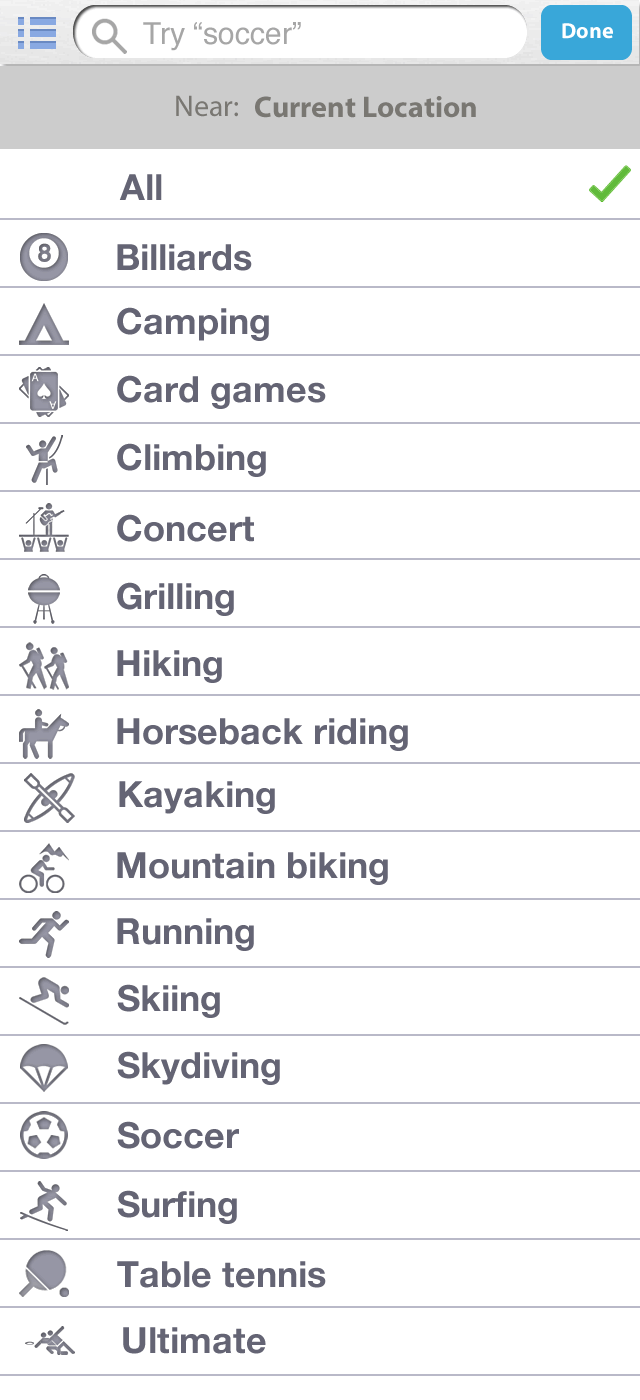 Try “soccer”
Done
Near: Current Location
All
8
Billiards
Camping
A
A
Card games
Climbing
Concert
Grilling
Hiking
Horseback riding
Kayaking
Mountain biking
Running
Skiing
Skydiving
Soccer
Surfing
Table tennis
Ultimate